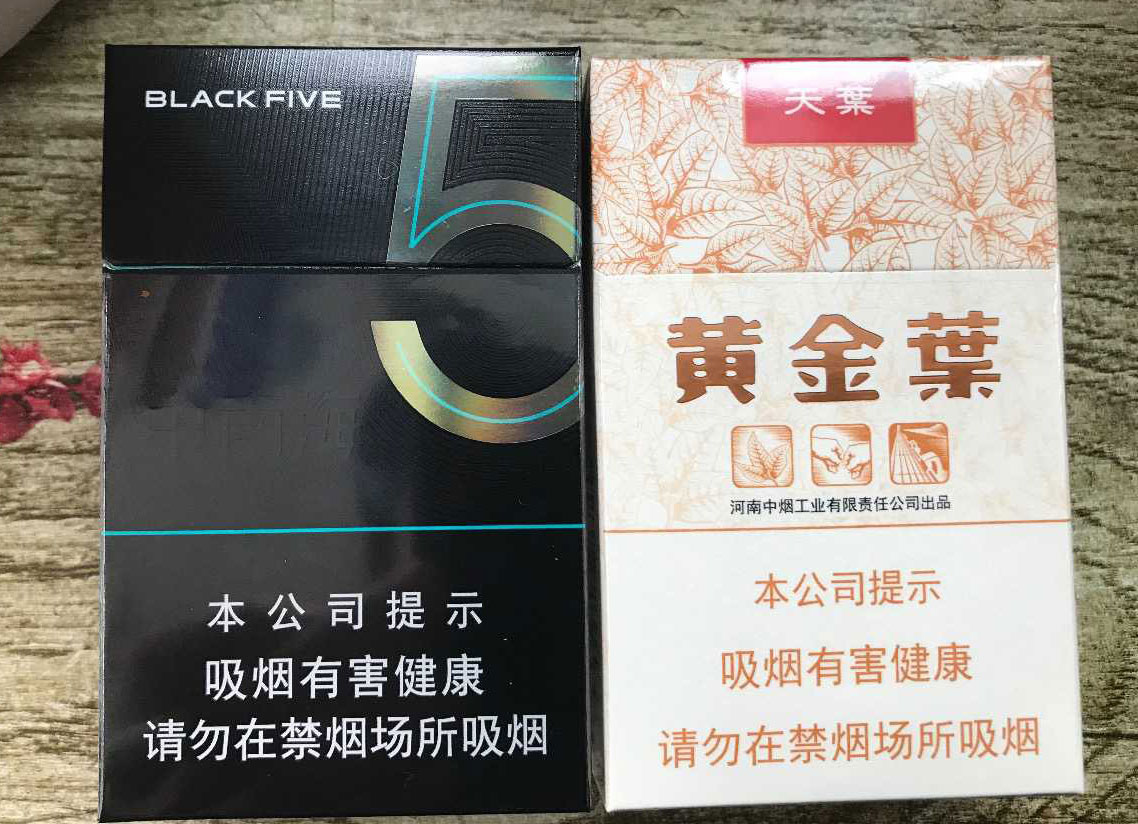 BLACK FIVE
5
本公司提示
吸烟有害健康
请勿在禁烟场所吸烟
天葉
黄金葉
河南中烟工业有限责任公司出品
本公司提示
吸烟有害健康
请勿在禁烟场所吸烟